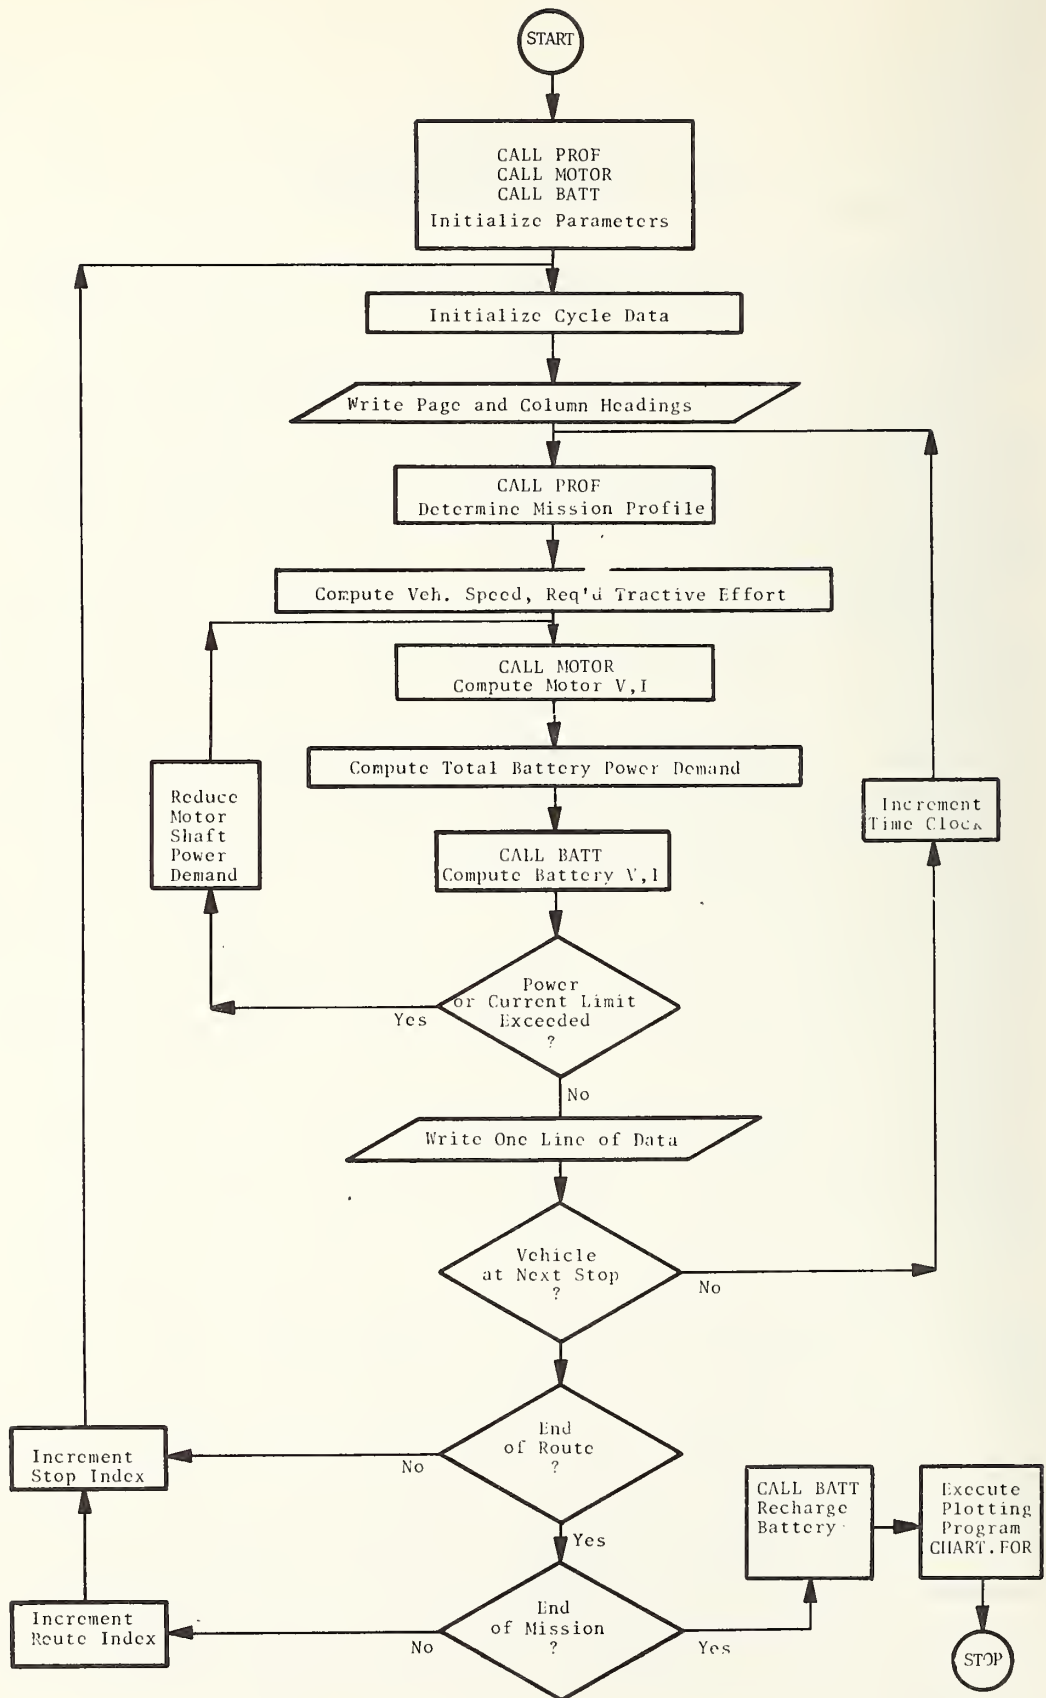 START
CALL PROF
CALL MOTOR
CALL BATT
Initialize Parameters
Initialize Cycle Data
Write Page and Column Headings
CALL PROF
Determine Mission Profile
Compute Veh. Speed, Req'd Tractive Effort
CALL MOTOR
Compute Motor V,I
Compute Total Battery Power Demand
Reduce
Motor
Shaft
Power
Demand
Increment
Time Clock
CALL BATT
Compute Battery V,I
Power
or Current Limit
Exceeded
?
Yes
No
Write One Line of Data
Vehicle
at Next Stop
?
No
End
of Route
?
No
Yes
Increment
Stop Index
CALL BATT
Recharge
Battery
Execute
Plotting
Program
CHART.FOR
End
of Mission
?
No
Yes
Increment
Route Index
STOP